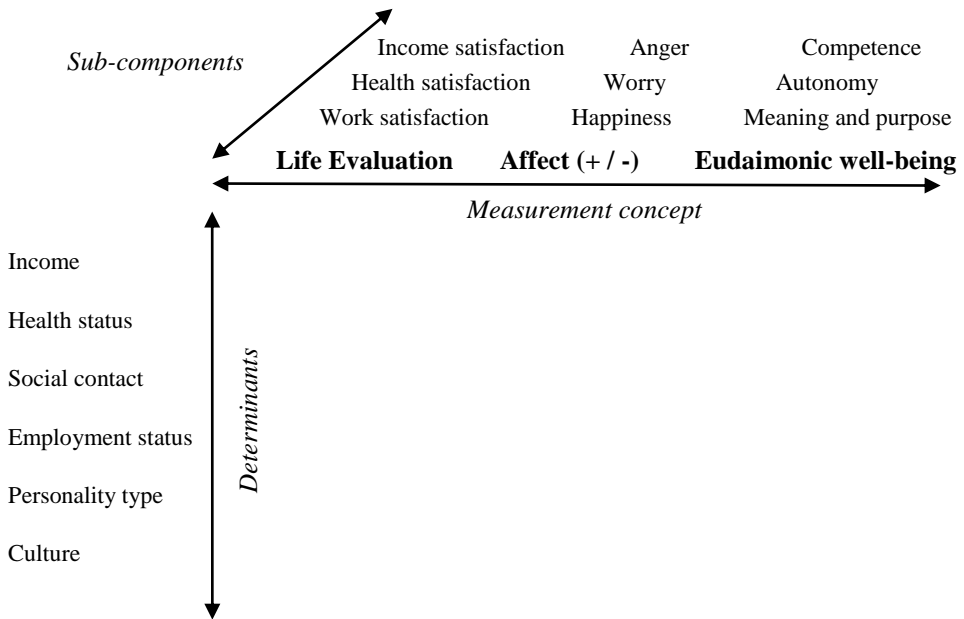 Sub-components
Income satisfaction Anger Competence
Health satisfaction Worry Autonomy
Work satisfaction Happiness Meaning and purpose
Life Evaluation Affect (+ / -) Eudaimonic well-being
Measurement concept
Income
Health status
Social contact
Employment status
Personality type
Culture
Determinants